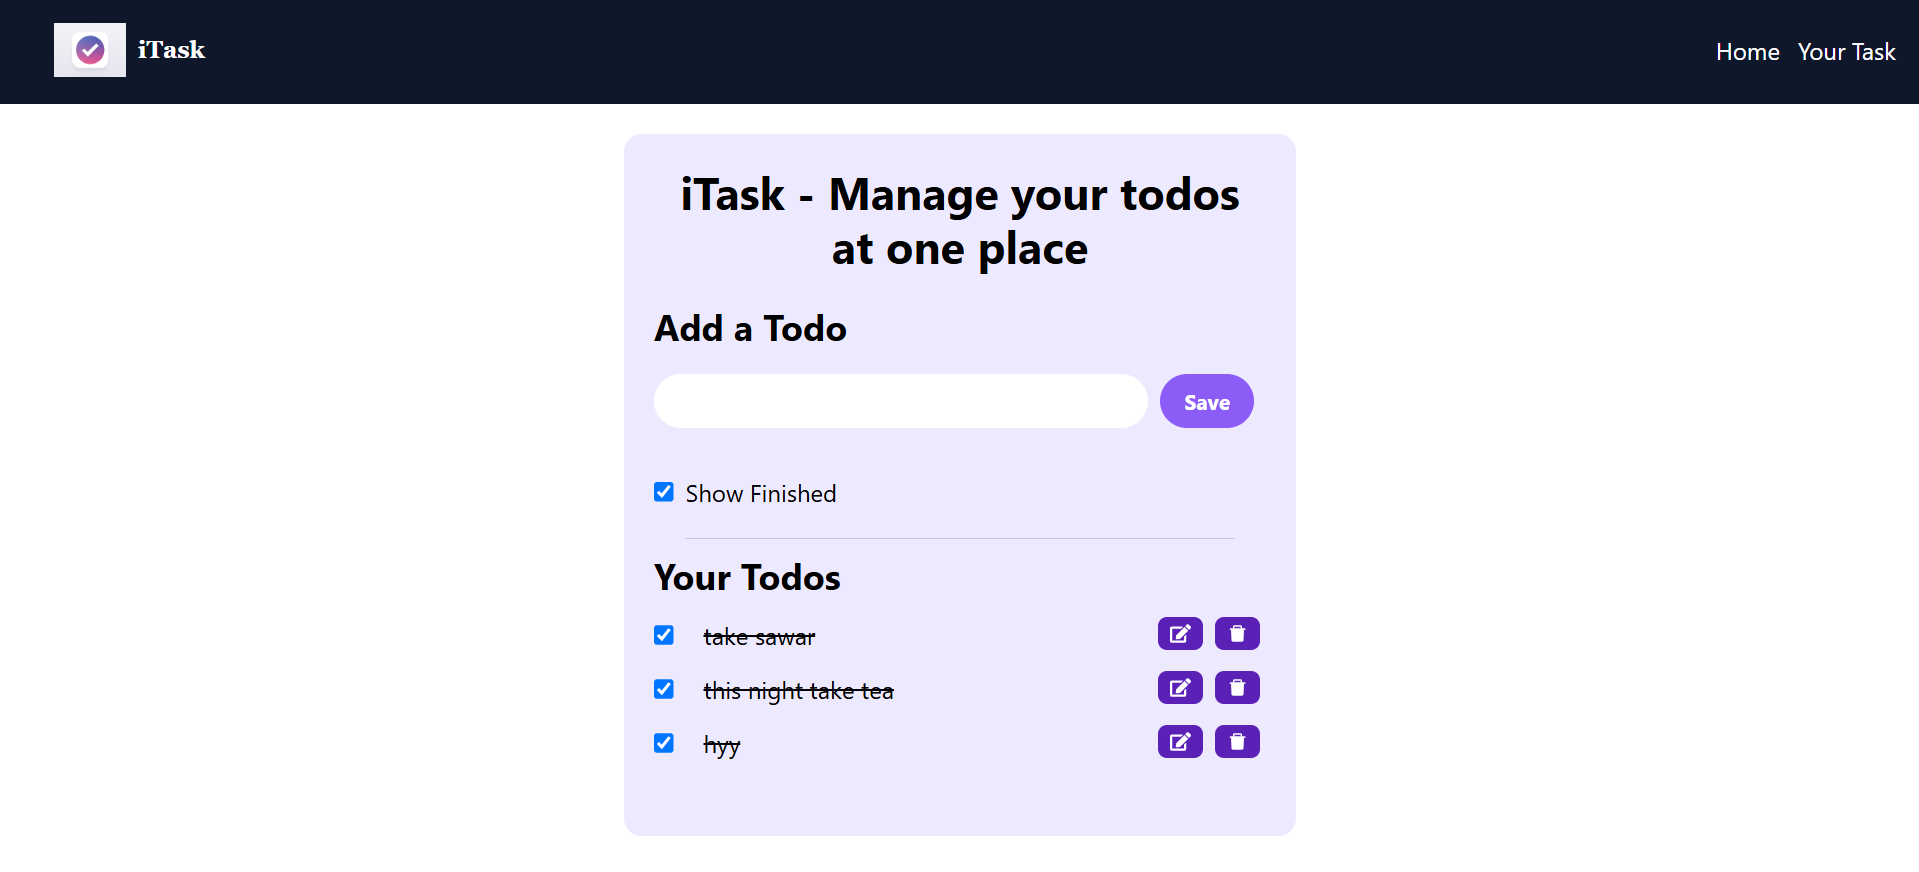 iTask
Home
Your Task
iTask - Manage your todos
at one place
Add a Todo
Save
Show Finished
Your Todos
take sawar
this night take tea
hyy